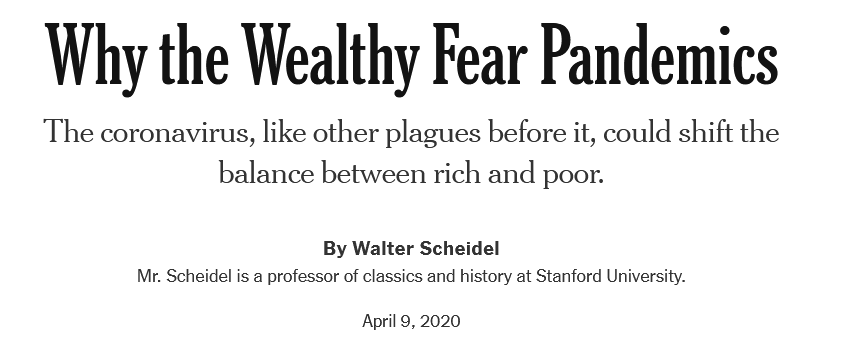 Why the Wealthy Fear Pandemics
The coronavirus, like other plagues before it, could shift the
balance between rich and poor.
By Walter Scheidel
Mr. Scheidel is a professor of classics and history at Stanford University.
April 9, 2020